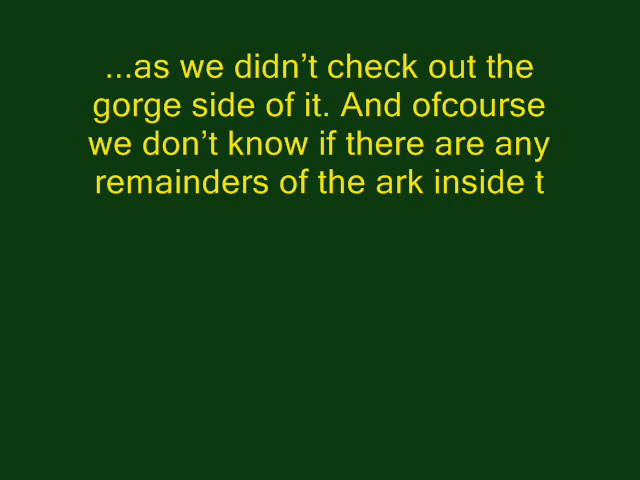 ...as we didn’t check out the
gorge side of it. And ofcourse
we don’t know if there are any
remainders of the ark inside t